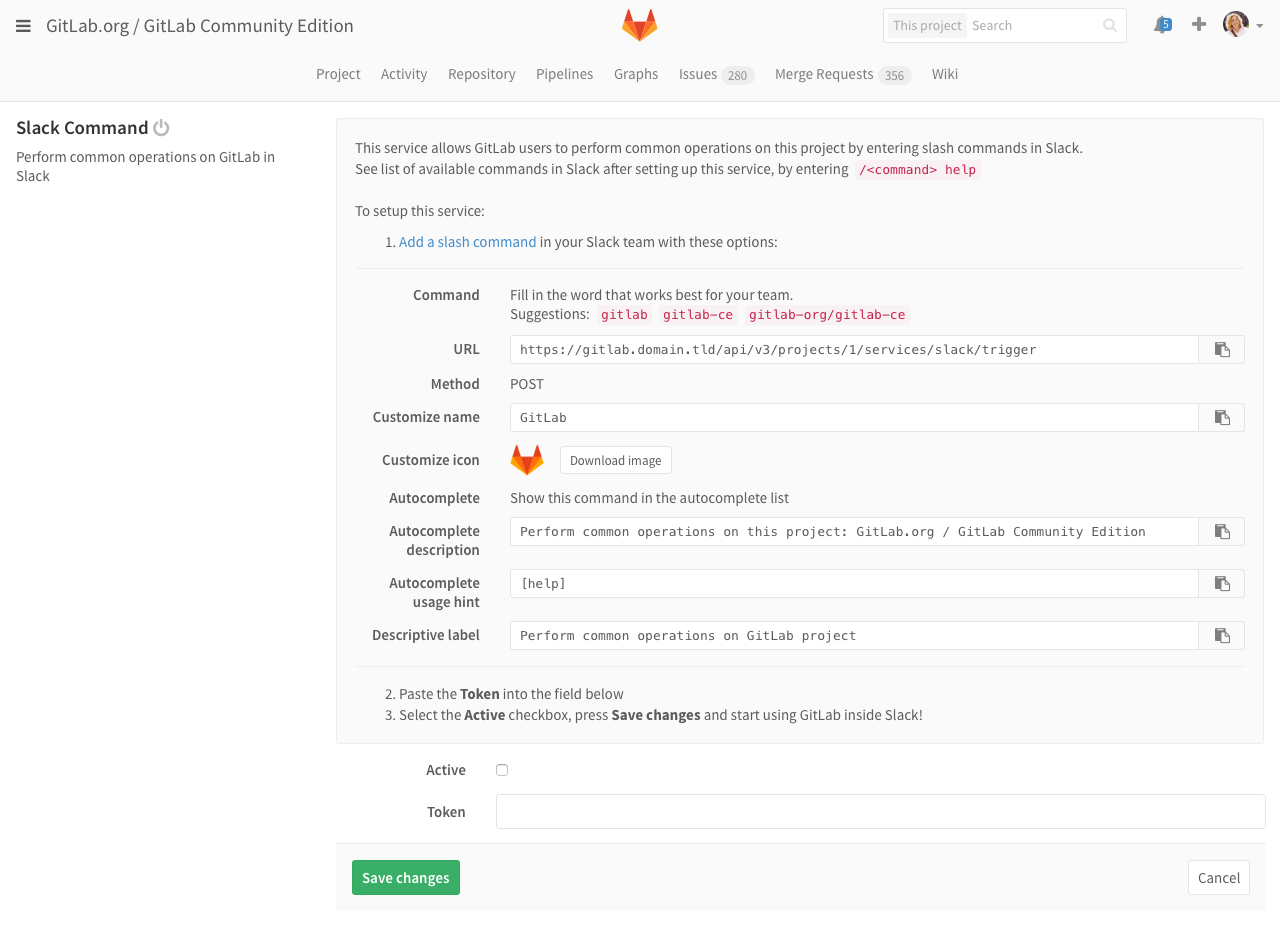 GitLab.org / GitLab Community Edition
This project Search
5
Project Activity Repository Pipelines Graphs Issues 280 Merge Requests 356 Wiki
Slack Command
Perform common operations on GitLab in
Slack
This service allows GitLab users to perform common operations on this project by entering slash commands in Slack.
See list of available commands in Slack after setting up this service, by entering /<command> help
To setup this service:
1. Add a slash command in your Slack team with these options:
Command
Fill in the word that works best for your team.
Suggestions: gitlab gitlab-ce gitlab-org/gitlab-ce
URL
https://gitlab.domain.tld/api/v3/projects/1/services/slack/trigger
Method
POST
Customize name
GitLab
Customize icon
Download image
Autocomplete
Show this command in the autocomplete list
Autocomplete
description
Perform common operations on this project: GitLab.org / GitLab Community Edition
Autocomplete
usage hint
[help]
Descriptive label
Perform common operations on GitLab project
2. Paste the Token into the field below
3. Select the Active checkbox, press Save changes and start using GitLab inside Slack!
Active
Token
Save changes
Cancel